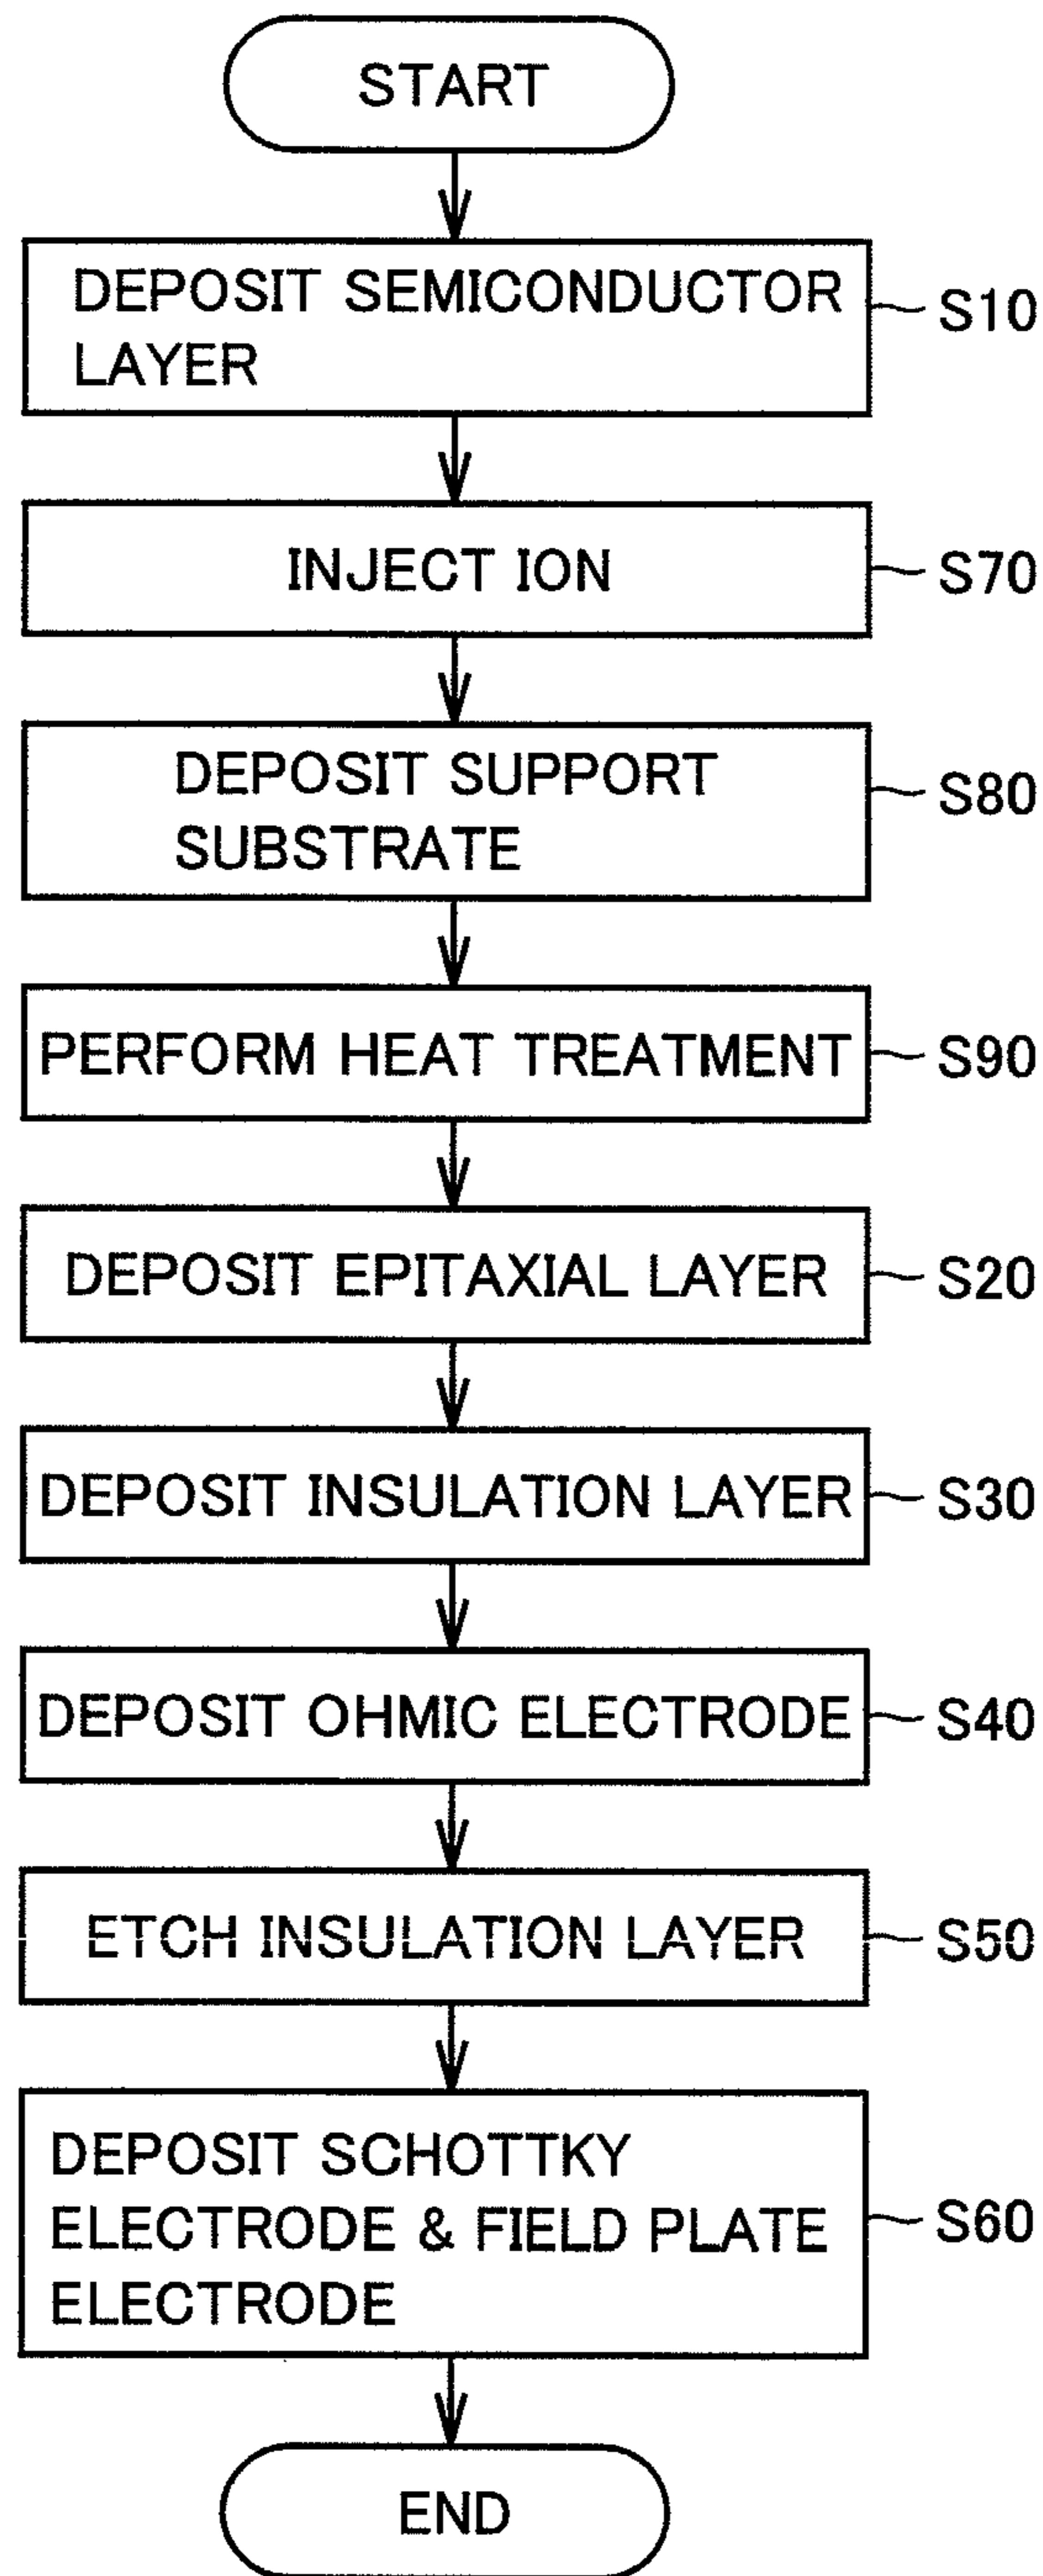 START
DEPOSIT SEMICONDUCTOR
LAYER
S10
INJECT ION
S70
DEPOSIT SUPPORT
SUBSTRATE
S80
PERFORM HEAT TREATMENT
S90
DEPOSIT EPITAXIAL LAYER
S20
DEPOSIT INSULATION LAYER
S30
DEPOSIT OHMIC ELECTRODE
S40
ETCH INSULATION LAYER
S50
DEPOSIT SCHOTTKY
ELECTRODE & FIELD PLATE
ELECTRODE
S60
END